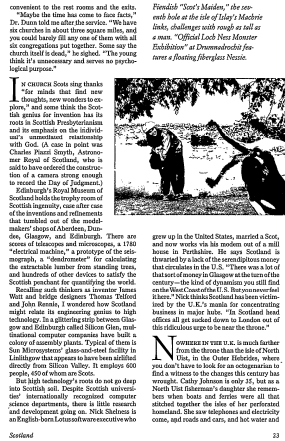 convenient to the rest rooms and the exits.
"Maybe the time has come to face facts,"
Dr. Dunn told me after the service. "We have
six churches in about three square miles, and
you could barely fill any one of them with all
six congregations put together. Some say the
church itself is dead," he sighed. "The young
think it's unnecessary and serves no psycho-
logical purpose."
Fiendish "Scot's Maiden," the sev-
enth hole at the isle of Islay's Machrie
links, challenges with rough as tall as
a man. "Official Loch Ness Monster
Exhibition" at Drumnadrochit fea-
tures a floating fiberglass Nessie.
IN CHURCH Scots sing thanks
"for minds that find new
thoughts, new wonders to ex-
plore," and some think the Scot-
tish genius for invention has its
roots in Scottish Presbyterianism
and its emphasis on the individ-
ual's unmediated relationship
with God. (A case in point was
Charles Piazzi Smyth, Astrono-
mer Royal of Scotland, who is
said to have ordered the construc-
tion of a camera strong enough
to record the Day of Judgment.)
Edinburgh's Royal Museum of
Scotland holds the trophy room of
Scottish ingenuity, case after case
of the inventions and refinements
that tumbled out of the model-
makers' shops of Aberdeen, Dun-
dee, Glasgow, and Edinburgh. There are
scores of telescopes and microscopes, a 1780
"electrical machine," a prototype of the seis-
mograph, a "dendrometer" for calculating
the extractable lumber from standing trees,
and hundreds of other devices to satisfy the
Scottish penchant for quantifying the world.
Recalling such thinkers as inventor James
Watt and bridge designers Thomas Telford
and John Rennie, I wondered how Scotland
might relate its engineering genius to high
technology. In a glittering strip between Glas-
gow and Edinburgh called Silicon Glen, mul-
tinational computer companies have built a
colony of assembly plants. Typical of them is
Sun Microsystems' glass-and-steel facility in
Linlithgow that appears to have been airlifted
directly from Silicon Valley. It employs 600
people, 450 of whom are Scots.
But high technology's roots do not go deep
into Scottish soil. Despite Scottish universi-
ties' internationally recognized computer
science departments, there is little research
and development going on. Nick Shelness is
an English-born Lotus software executive who
grew up in the United States, married a Scot,
and now works via his modem out of a mill
house in Perthshire. He says Scotland is
thwarted by a lack of the serendipitous money
that circulates in the U.S. "There was a lot of
that sort of money in Glasgow at the turn of the
century—the kind of dynamism you still find
on the West Coast of the U.S. But you never feel
it here." Nick thinks Scotland has been victim-
ized by the U.K.'s mania for concentrating
business in major hubs. "In Scotland head
offices all get sucked down to London out of
this ridiculous urge to be near the throne."
NOWHERE IN THE U.K. is much farther
from the throne than the isle of North
Uist, in the Outer Hebrides, where
you don't have to look for an octogenarian to
find a witness to the changes this century has
wrought. Cathy Johnson is only 35, but as a
North Uist fisherman's daughter she remem-
bers when boats and ferries were all that
stitched together the isles of her perforated
homeland. She saw telephones and electricity
come, and roads and cars, and hot water and
Scotland
23